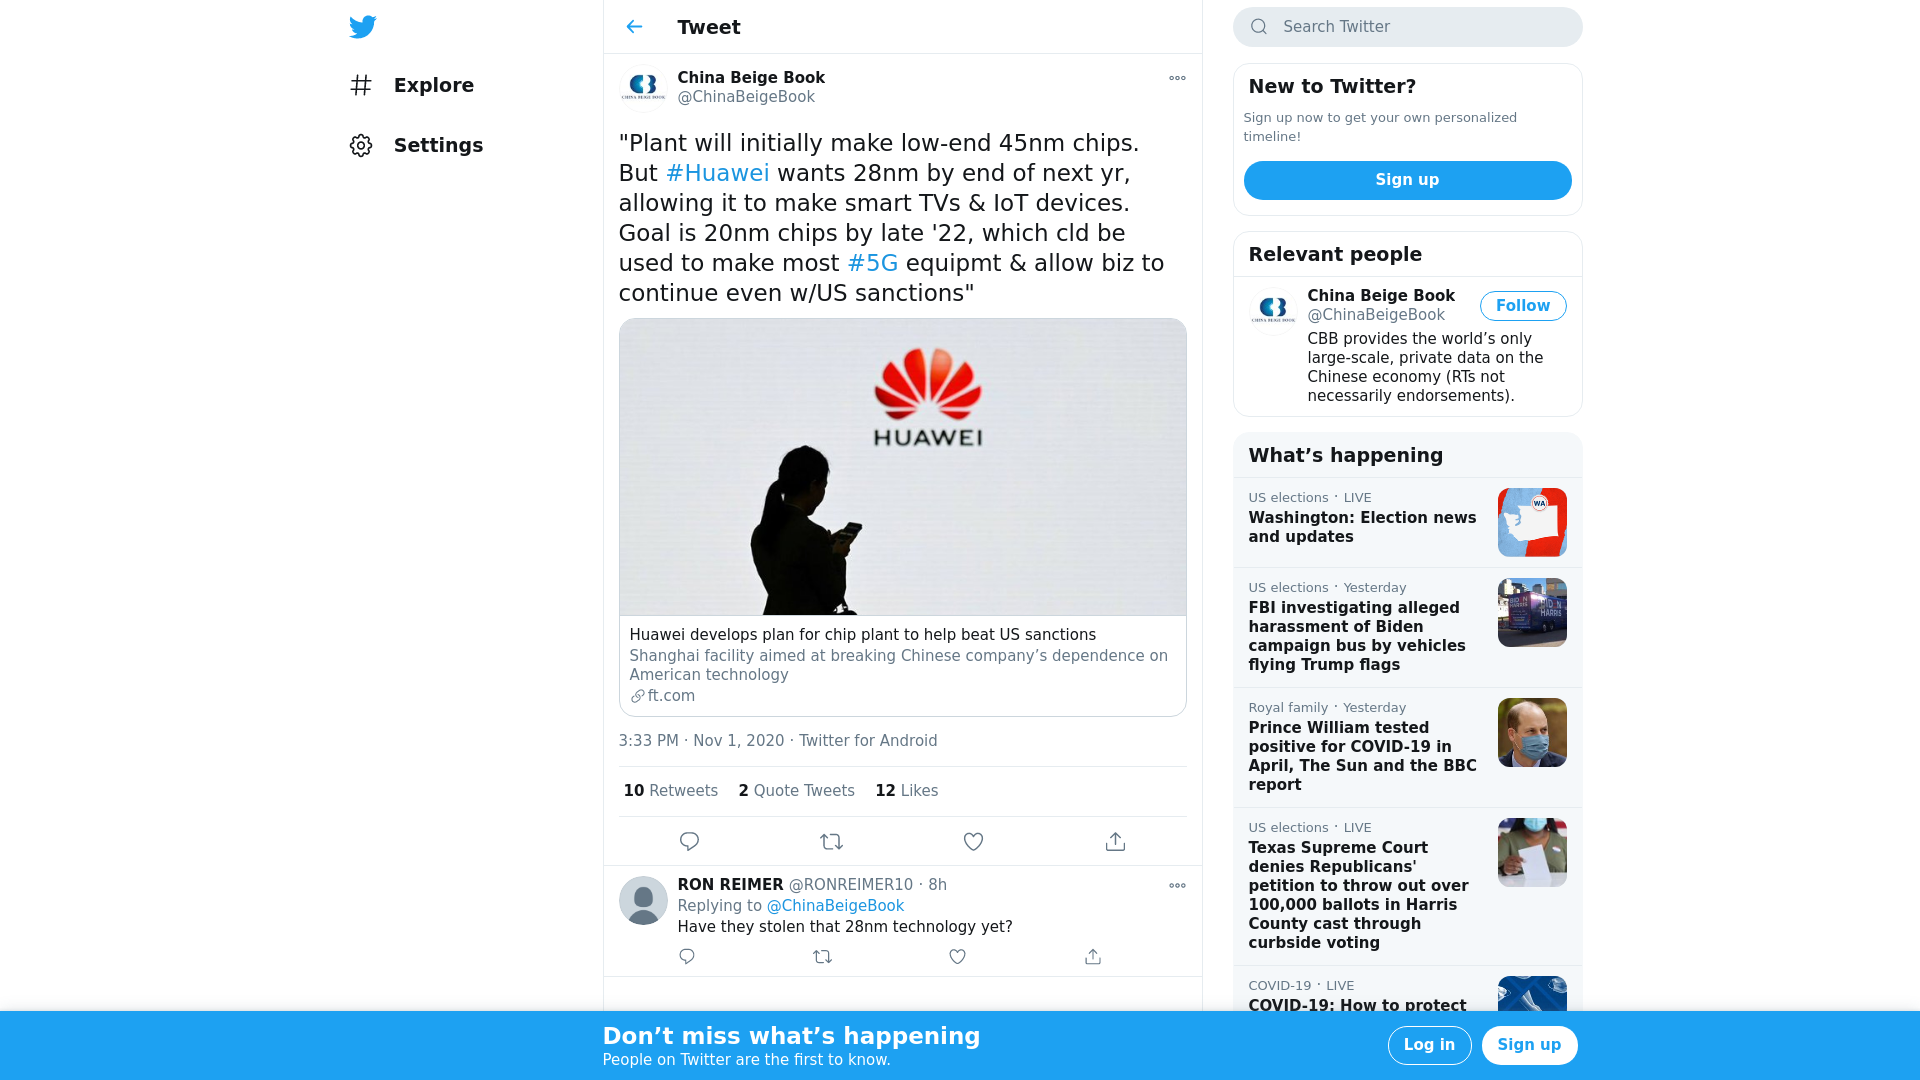 Explore
Settings
Tweet
China Beige Book
@ChinaBeigeBook
"Plant will initially make low-end 45nm chips.
But #Huawei wants 28nm by end of next yr,
allowing it to make smart TVs & IoT devices.
Goal is 20nm chips by late '22, which cld be
used to make most #5G equipmt & allow biz to
continue even w/US sanctions"
HUAWEI
Huawei develops plan for chip plant to help beat US sanctions
Shanghai facility aimed at breaking Chinese company’s dependence on
American technology
ft.com
3:33 PM · Nov 1, 2020 · Twitter for Android
10 Retweets 2 Quote Tweets 12 Likes
RON REIMER @RONREIMER10 · 8h
Replying to @ChinaBeigeBook
Have they stolen that 28nm technology yet?
Search Twitter
New to Twitter?
Sign up now to get your own personalized
timeline!
Sign up
Relevant people
China Beige Book
@ChinaBeigeBook
Follow
CBB provides the world’s only
large-scale, private data on the
Chinese economy (RTs not
necessarily endorsements).
What’s happening
US elections · LIVE
Washington: Election news
and updates
WA
US elections · Yesterday
FBI investigating alleged
harassment of Biden
campaign bus by vehicles
flying Trump flags
Royal family · Yesterday
Prince William tested
positive for COVID-19 in
April, The Sun and the BBC
report
US elections · LIVE
Texas Supreme Court
denies Republicans'
petition to throw out over
100,000 ballots in Harris
County cast through
curbside voting
COVID-19 · LIVE
COVID-19: How to protect
Don’t miss what’s happening
People on Twitter are the first to know.
Log in
Sign up